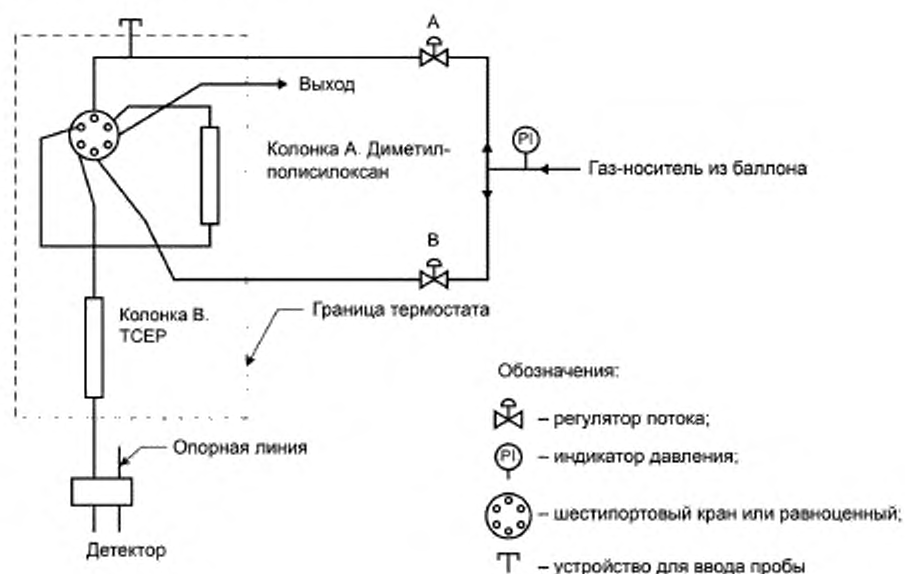 A
Выход
PI
Колонка А. Диметил-
полисилоксан
Газ-носитель из баллона
B
Колонка В.
ТСЕР
Граница термостата
Обозначения:
– регулятор потока;
Опорная линия
PI – индикатор давления;
– шестипортовый кран или равноценный;
Детектор
– устройство для ввода пробы